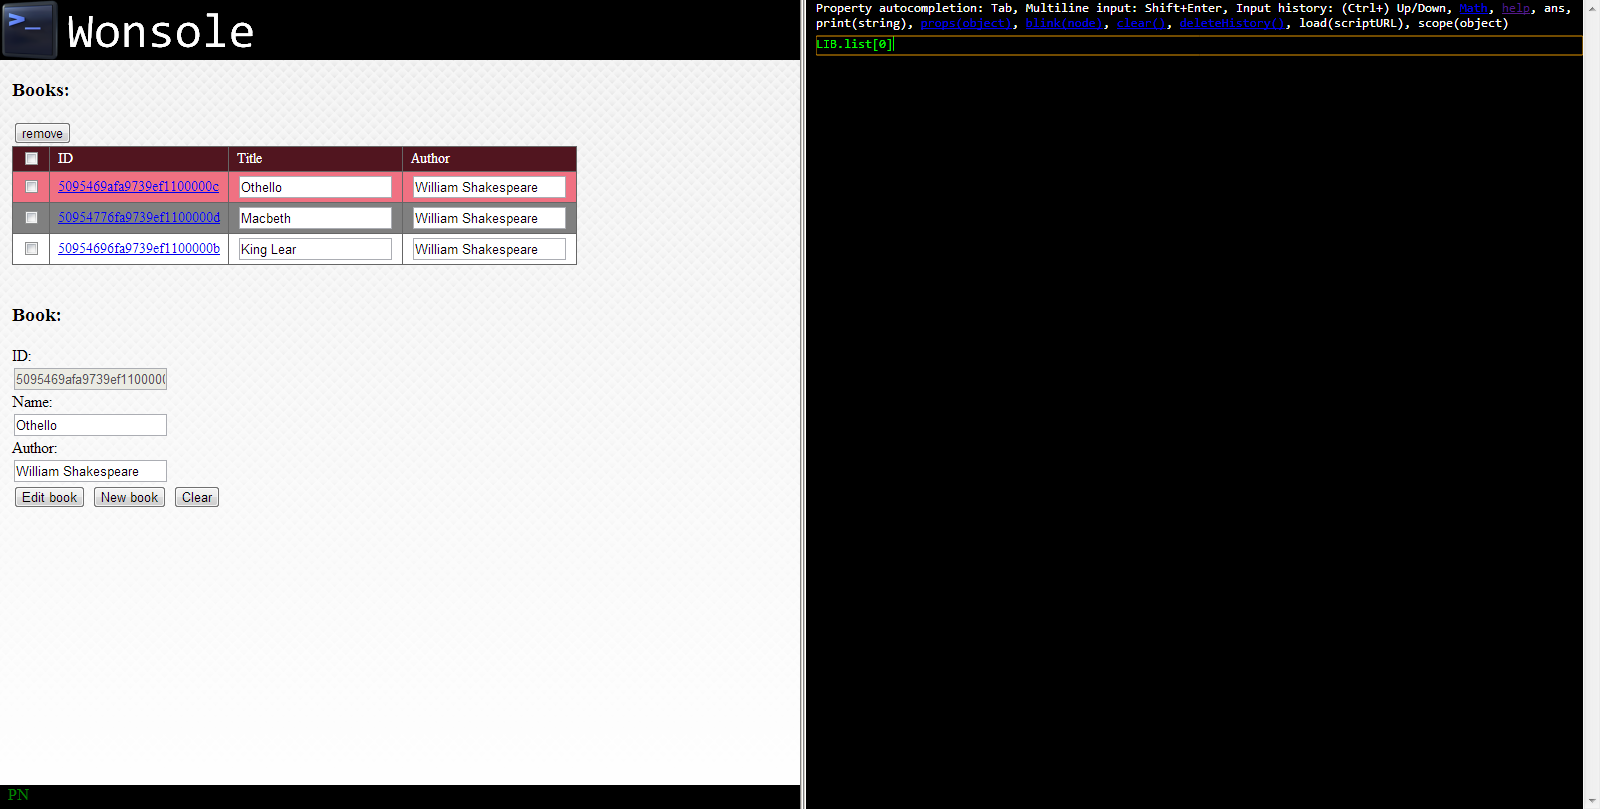 >_ Wonsole
Books:
remove
ID Title Author
5095469afa9739ef1100000c Othello William Shakespeare
50954776fa9739ef1100000d Macbeth William Shakespeare
50954696fa9739ef1100000b King Lear William Shakespeare
Book:
ID:
5095469afa9739ef110000
Name:
Othello
Author:
William Shakespeare
Edit book New book Clear
PN
Property autocompletion: Tab, Multiline input: Shift+Enter, Input history: (Ctrl+) Up/Down, Math, help, ans,
print(string), props(object), blink(node), clear(), deleteHistory(), load(scriptURL), scope(object)
LIB.list[0]